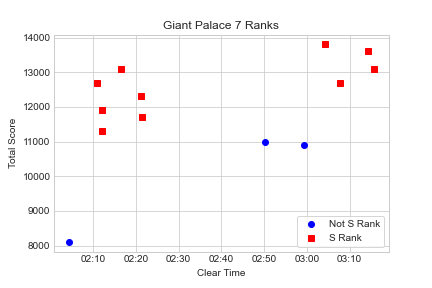 Giant Palace 7 Ranks
14000
13000
12000
11000
10000
9000
8000
Total Score
02:10 02:20 02:30 02:40 02:50 03:00 03:10
Clear Time
Not S Rank
S Rank